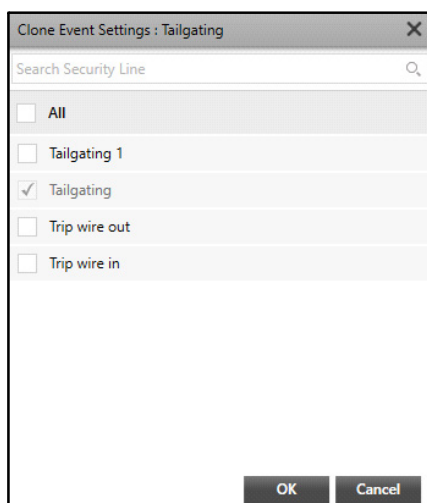 Clone Event Settings : Tailgating
Search Security Line
All
Tailgating 1
Tailgating
Trip wire out
Trip wire in
OK Cancel